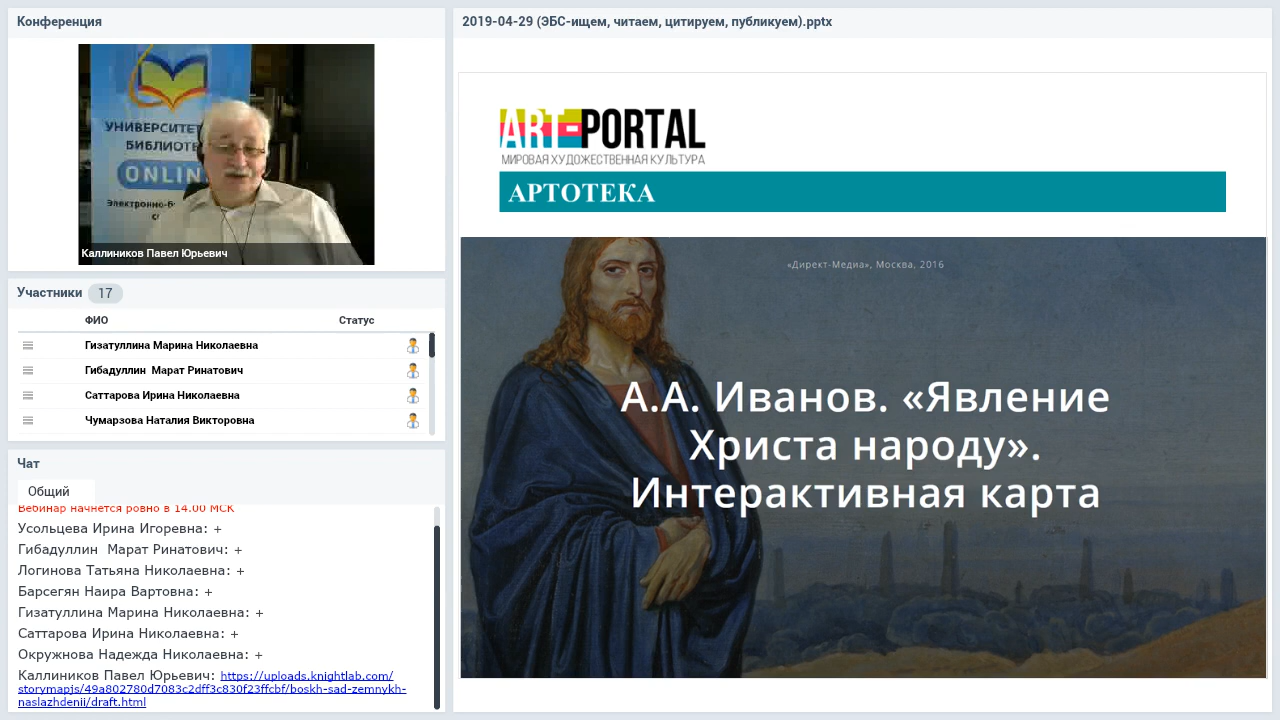 Конференция
УНИВЕРСИТЕТ
БИБЛИОТЕ
ONLIN
Электронно-б
Каллиников Павел Юрьевич
Участники 17
ФИО Статус
Гизатуллина Марина Николаевна
Гибадуллин Марат Ринатович
Саттарова Ирина Николаевна
Чумарзова Наталия Викторовна
Чат
Общий
Вебинар начнется ровно в 14.00 МСК
Усольцева Ирина Игоревна: +
Гибадуллин Марат Ринатович: +
Логинова Татьяна Николаевна: +
Барсегян Наира Вартовна: +
Гизатуллина Марина Николаевна: +
Саттарова Ирина Николаевна: +
Окружнова Надежда Николаевна: +
Каллиников Павел Юрьевич: https://uploads.knightlab.com/
storymapjs/49a802780d7083c2dff3c830f23ffcbf/boskh-sad-zemnykh-
naslazhdenii/draft.html
2019-04-29 (ЭБС-ищем, читаем, цитируем, публикуем).pptx
ART-PORTAL
МИРОВАЯ ХУДОЖЕСТВЕННАЯ КУЛЬТУРА
АРТОТЕКА
«Директ-Медиа», Москва, 2016
А.А. Иванов. «Явление
Христа народу».
Интерактивная карта